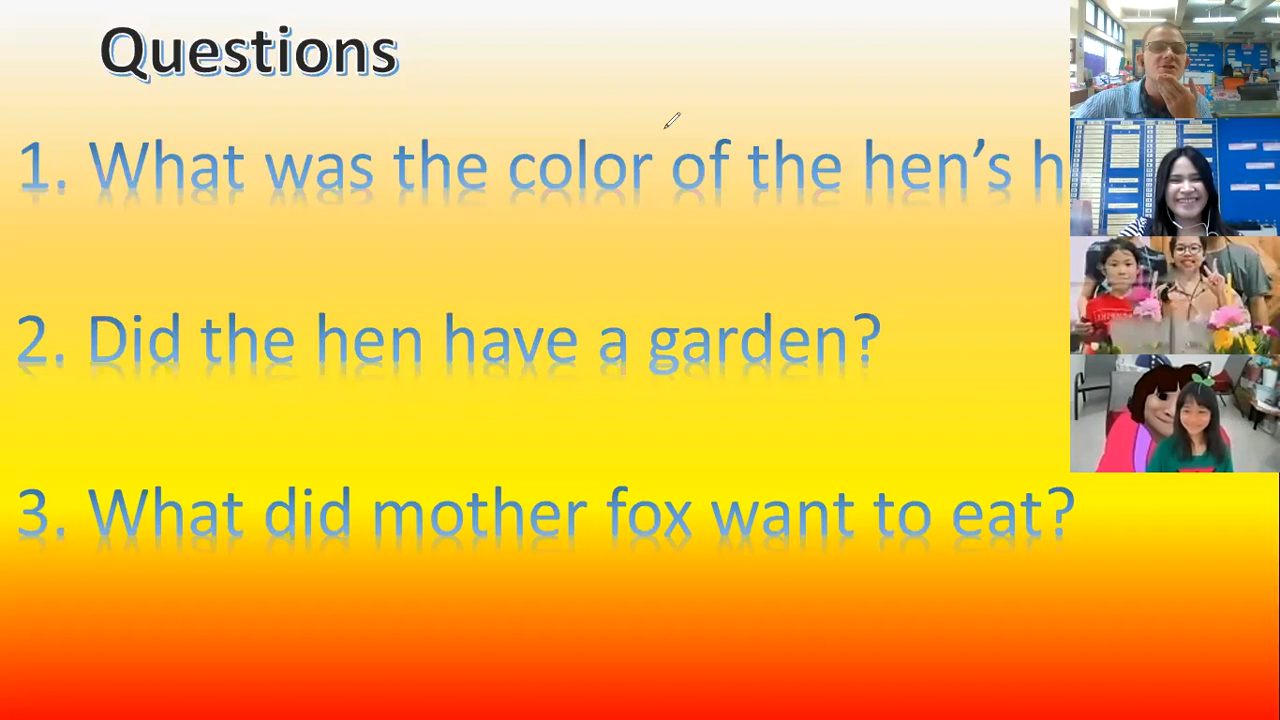 Questions
1. What was the color of the hen's
2. Did the hen have a garden?
3. What did mother fox want to eat?